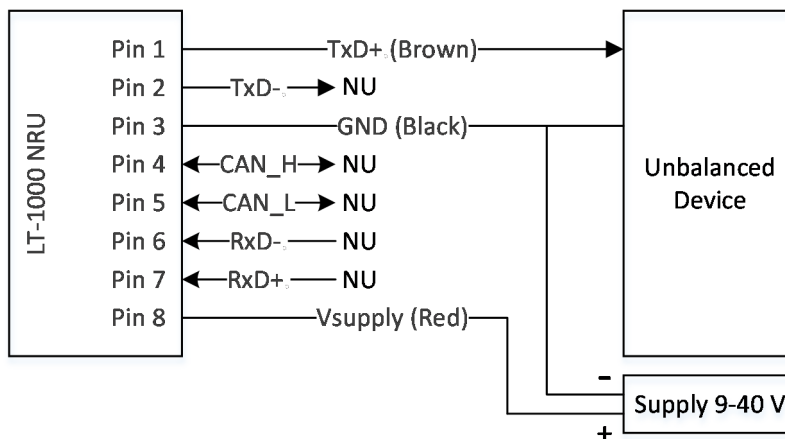 LT-1000 NRU
Pin 1 TxD+ (Brown)
Pin 2 TxD- NU
Pin 3 GND (Black)
Pin 4 CAN_H NU
Pin 5 CAN_L NU
Pin 6 RxD- NU
Pin 7 RxD+ NU
Pin 8 Vsupply (Red)
Unbalanced
Device
-
Supply 9-40 V
+